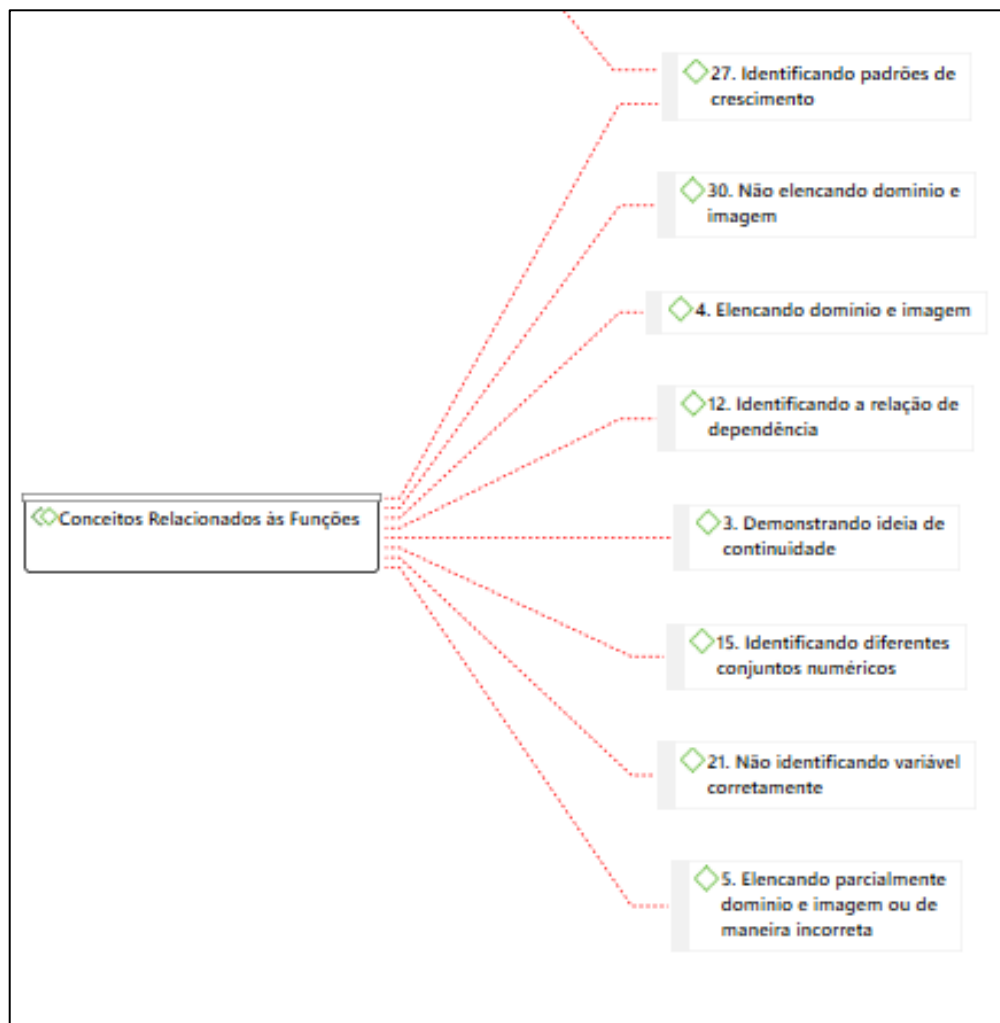 27. Identificando padrões de
crescimento
30. Não elencando domínio e
imagem
4. Elencando domínio e imagem
12. Identificando a relação de
dependência
Conceitos Relacionados às Funções
3. Demonstrando ideia de
continuidade
15. Identificando diferentes
conjuntos numéricos
21. Não identificando variável
corretamente
5. Elencando parcialmente
domínio e imagem ou de
maneira incorreta